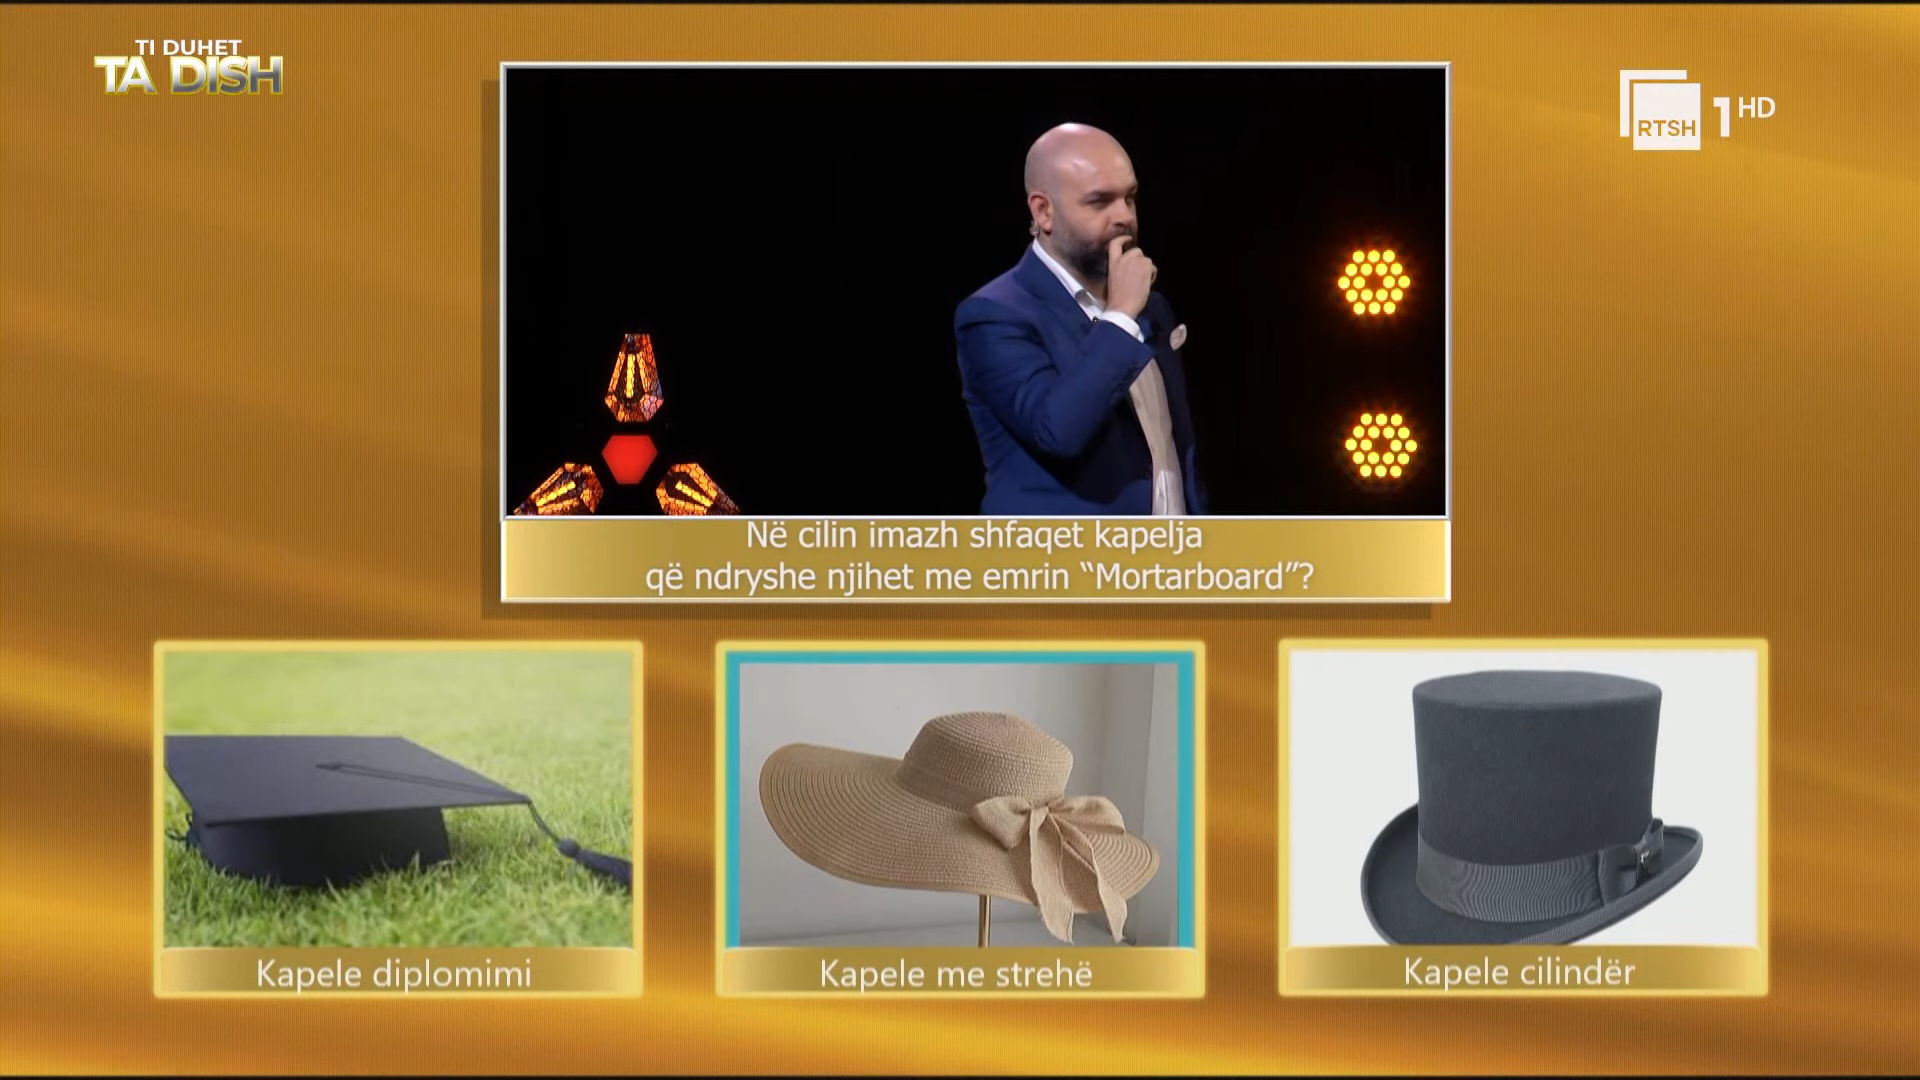 TI DUHET
TA DISH
RTSH 1 HD
Në cilin imazh shfaqet kapelja
që ndryshe njihet me emrin “Mortarboard”?
Kapele diplomimi
Kapele me strehë
Kapele cilindër